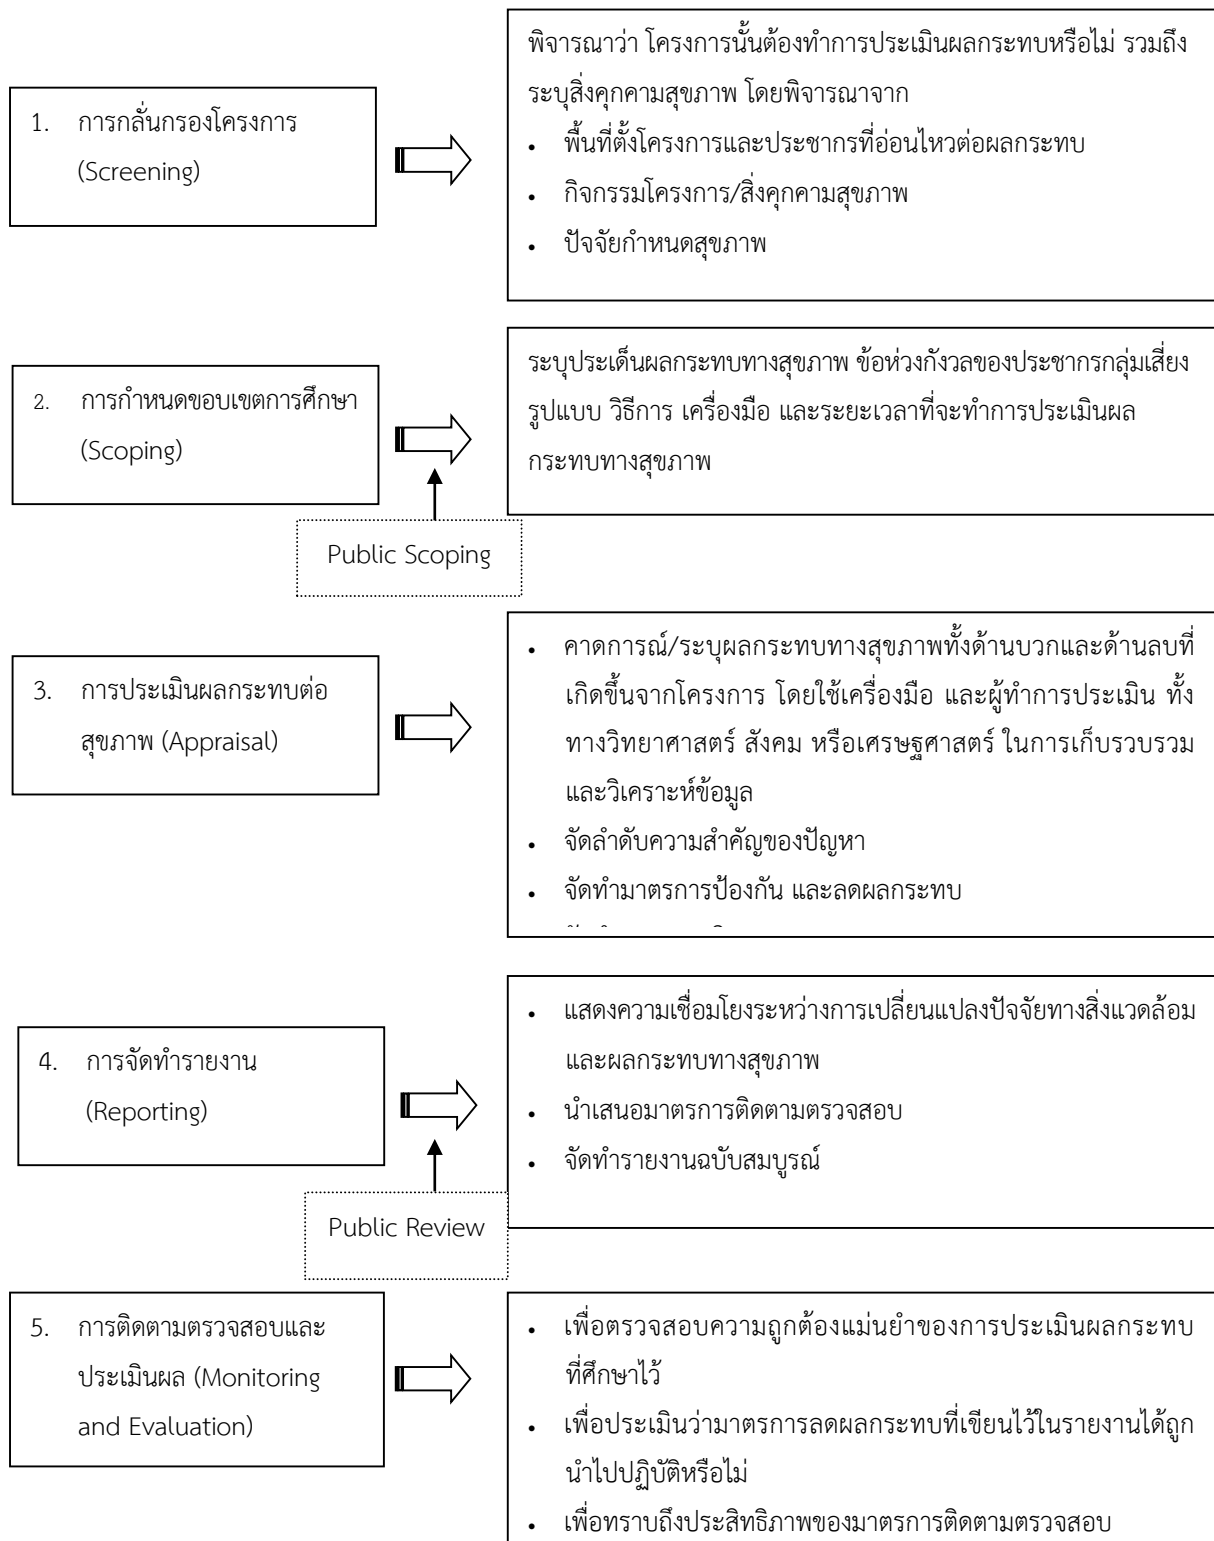 1. การกลั่นกรองโครงการ
(Screening)
พิจารณาว่า โครงการนั้นต้องทำการประเมินผลกระทบหรือไม่ รวมถึง
ระบุสิ่งคุกคามสุขภาพ โดยพิจารณาจาก
• พื้นที่ตั้งโครงการและประชากรที่อ่อนไหวต่อผลกระทบ
• กิจกรรมโครงการ/สิ่งคุกคามสุขภาพ
• ปัจจัยกำหนดสุขภาพ
2. การกำหนดขอบเขตการศึกษา
(Scoping)
ระบุประเด็นผลกระทบทางสุขภาพ ข้อห่วงกังวลของประชากรกลุ่มเสี่ยง
รูปแบบ วิธีการ เครื่องมือ และระยะเวลาที่จะทำการประเมินผล
กระทบทางสุขภาพ
Public Scoping
3. การประเมินผลกระทบต่อ
สุขภาพ (Appraisal)
• คาดการณ์/ระบุผลกระทบทางสุขภาพทั้งด้านบวกและด้านลบที่
เกิดขึ้นจากโครงการ โดยใช้เครื่องมือ และผู้ทำการประเมิน ทั้ง
ทางวิทยาศาสตร์ สังคม หรือเศรษฐศาสตร์ ในการเก็บรวบรวม
และวิเคราะห์ข้อมูล
• จัดลำดับความสำคัญของปัญหา
• จัดทำมาตรการป้องกัน และลดผลกระทบ
4. การจัดทำรายงาน
(Reporting)
• แสดงความเชื่อมโยงระหว่างการเปลี่ยนแปลงปัจจัยทางสิ่งแวดล้อม
และผลกระทบทางสุขภาพ
• นำเสนอมาตรการติดตามตรวจสอบ
• จัดทำรายงานฉบับสมบูรณ์
Public Review
5. การติดตามตรวจสอบและ
ประเมินผล (Monitoring
and Evaluation)
• เพื่อตรวจสอบความถูกต้องแม่นยำของการประเมินผลกระทบ
ที่ศึกษาไว้
• เพื่อประเมินว่ามาตรการลดผลกระทบที่เขียนไว้ในรายงานได้ถูก
นำไปปฏิบัติหรือไม่
• เพื่อทราบถึงประสิทธิภาพของมาตรการติดตามตรวจสอบ